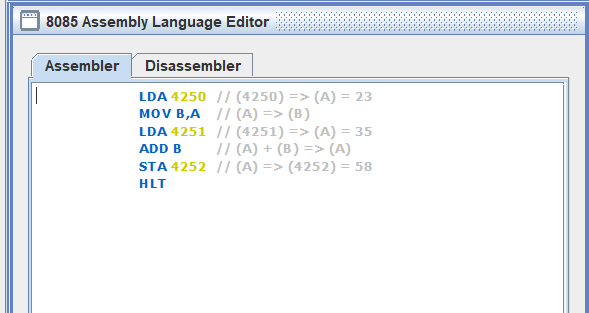 8085 Assembly Language Editor
Assembler Disassembler
LDA 4250 // (4250) => (A) = 23
MOV B,A // (A) => (B)
LDA 4251 // (4251) => (A) = 35
ADD B // (A) + (B) => (A)
STA 4252 // (A) => (4252) = 58
HLT